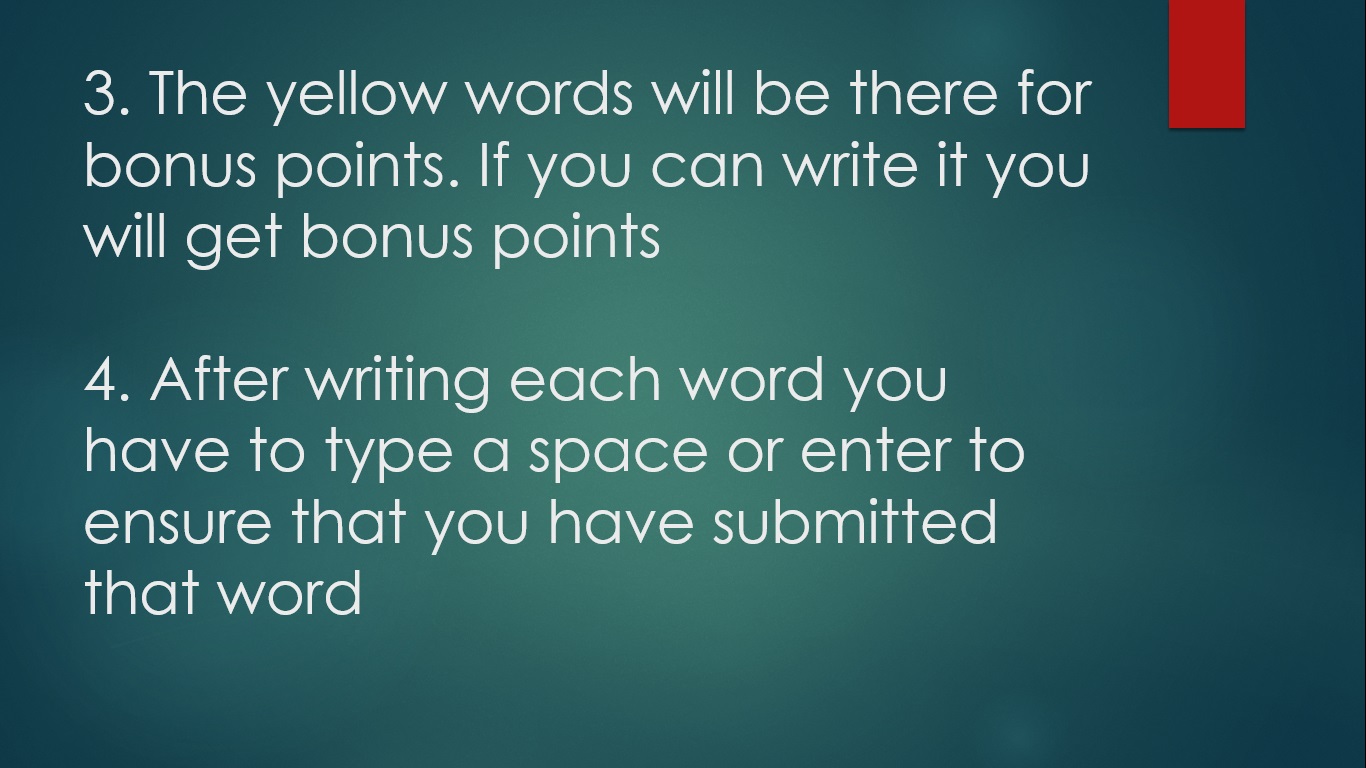 3. The yellow words will be there for
bonus points. If you can write it you
will get bonus points
4. After writing each word you
have to type a space or enter to
ensure that you have submitted
that word